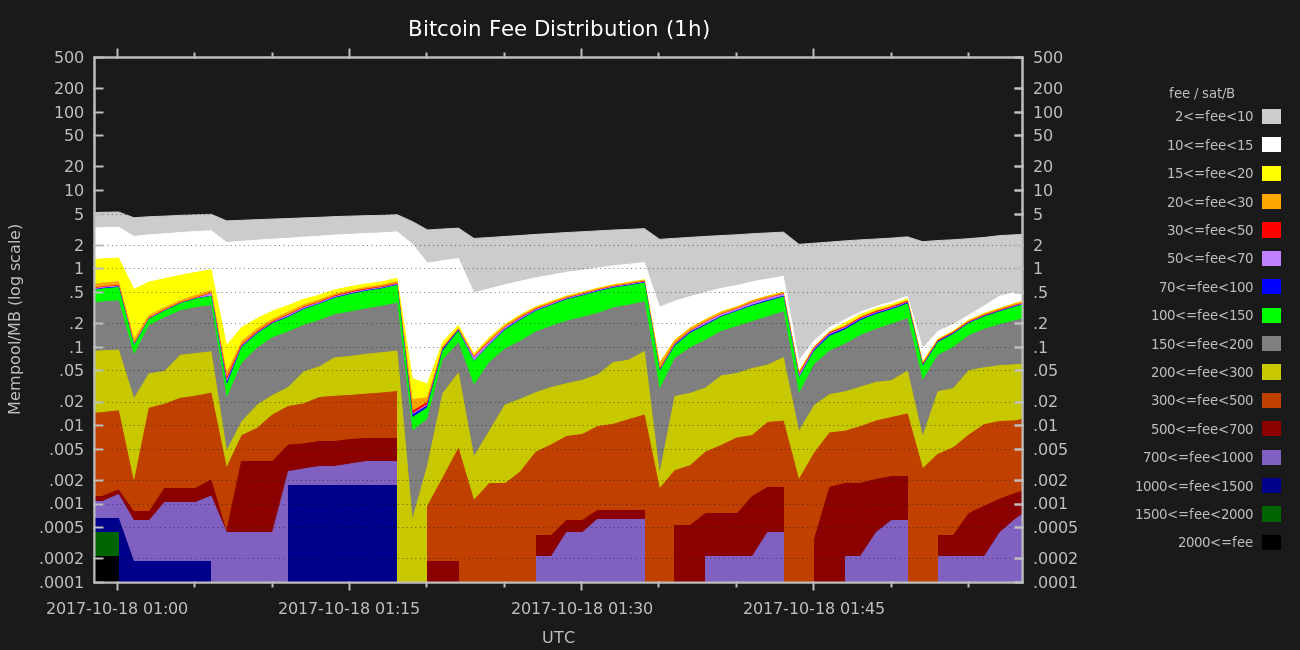 Bitcoin Fee Distribution (1h)
Mempool/MB (log scale)
500
200
100
50
20
10
5
2
1
.5
.2
.1
.05
.02
.01
.005
.002
.001
.0005
.0002
.0001
500
200
100
50
20
10
5
2
1
.5
.2
.1
.05
.02
.01
.005
.002
.001
.0005
.0002
.0001
fee / sat/B
2<=fee<10
10<=fee<15
15<=fee<20
20<=fee<30
30<=fee<50
50<=fee<70
70<=fee<100
100<=fee<150
150<=fee<200
200<=fee<300
300<=fee<500
500<=fee<700
700<=fee<1000
1000<=fee<1500
1500<=fee<2000
2000<=fee
2017-10-18 01:00
2017-10-18 01:15
2017-10-18 01:30
2017-10-18 01:45
UTC